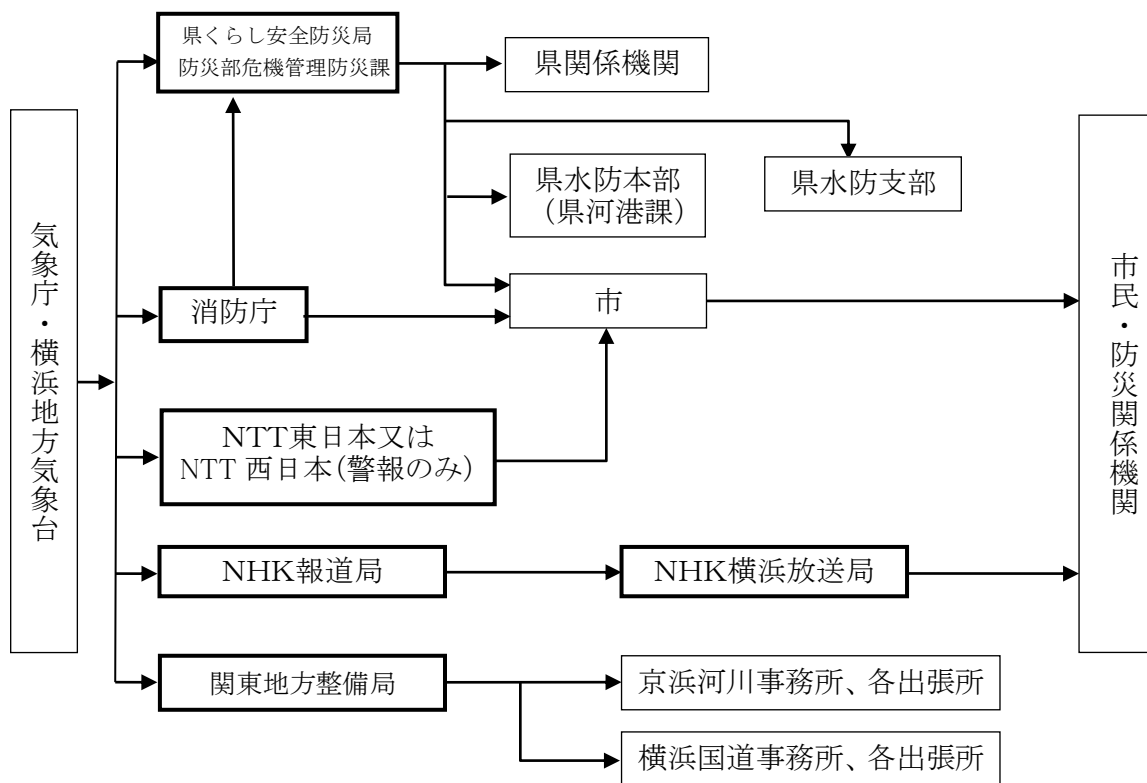 気象庁・横浜地方気象台
県くらし安全防災局
防災部危機管理防災課
県関係機関
県水防支部
県水防本部
（県河港課）
消防庁
市
NTT東日本又は
NTT 西日本（警報のみ）
NHK報道局
NHK横浜放送局
関東地方整備局
京浜河川事務所、各出張所
横浜国道事務所、各出張所
市民・防災関係機関